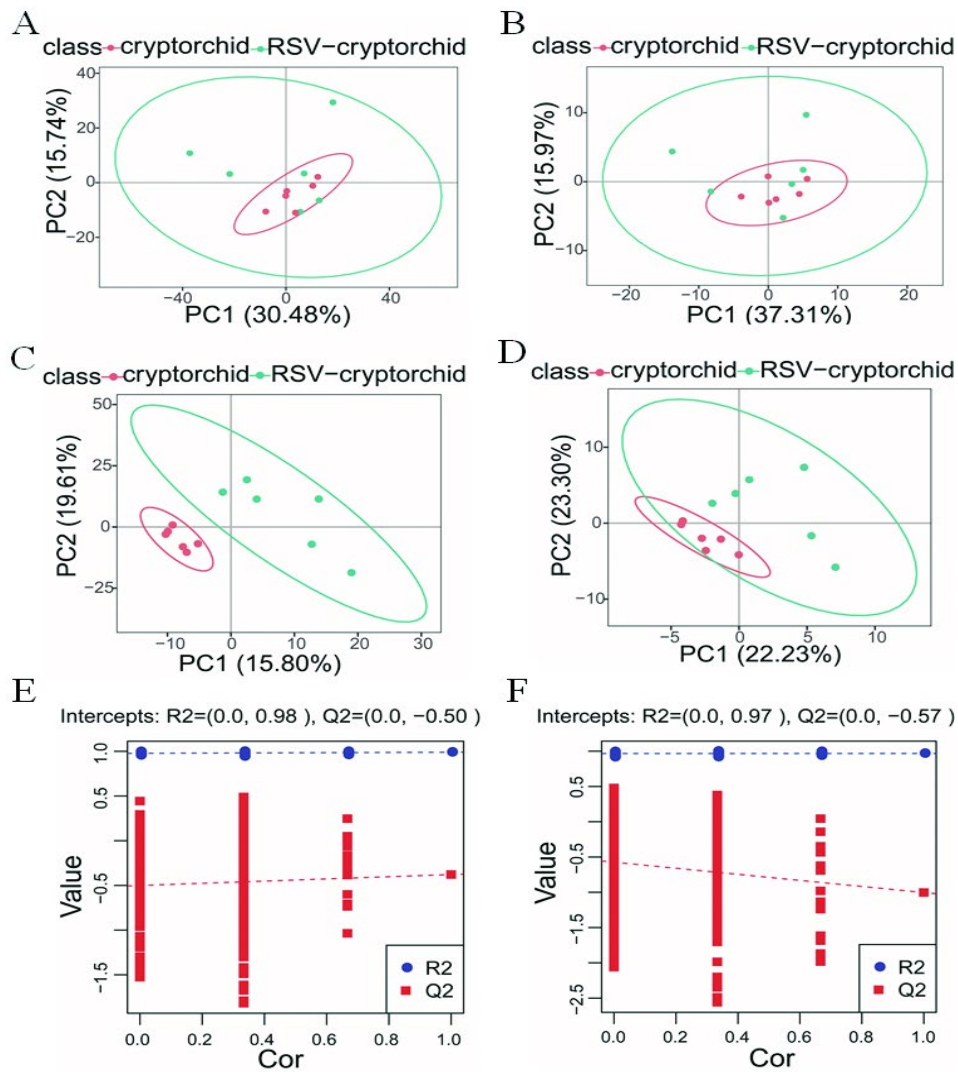 A
class cryptorchid RSV−cryptorchid
40
20
0
−20
PC2 (15.74%)
−40
0
40
PC1 (30.48%)
B
class cryptorchid RSV−cryptorchid
10
0
−10
PC2 (15.97%)
−20
−10
0
10
20
PC1 (37.31%)
C
class cryptorchid RSV−cryptorchid
50
25
0
−25
PC2 (19.61%)
−10
0
10
20
30
PC1 (15.80%)
D
class cryptorchid RSV−cryptorchid
10
0
−10
PC2 (23.30%)
−5
0
5
10
PC1 (22.23%)
E
Intercepts: R2=(0.0, 0.98 ), Q2=(0.0, −0.50 )
1.0
0.5
−0.5
−1.5
Value
R2
Q2
0.0
0.2
0.4
0.6
0.8
1.0
Cor
F
Intercepts: R2=(0.0, 0.97 ), Q2=(0.0, −0.57 )
0.5
−0.5
−1.5
−2.5
Value
R2
Q2
0.0
0.2
0.4
0.6
0.8
1.0
Cor